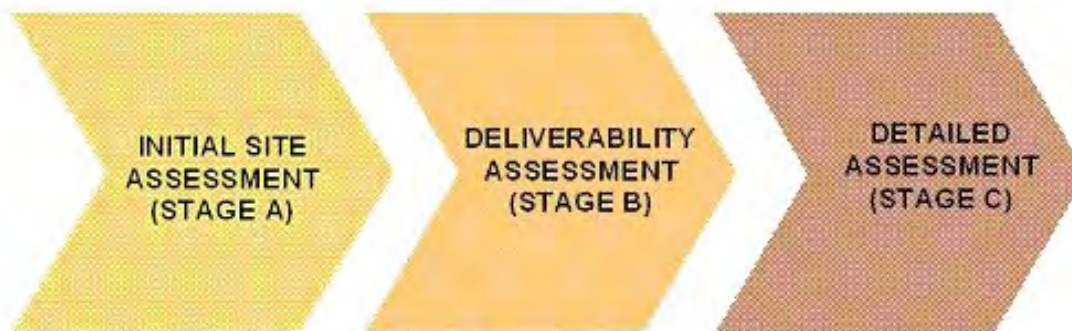 INITIAL SITE
ASSESSMENT
(STAGE A)
DELIVERABILITY
ASSESSMENT
(STAGE B)
DETAILED
ASSESSMENT
(STAGE C)